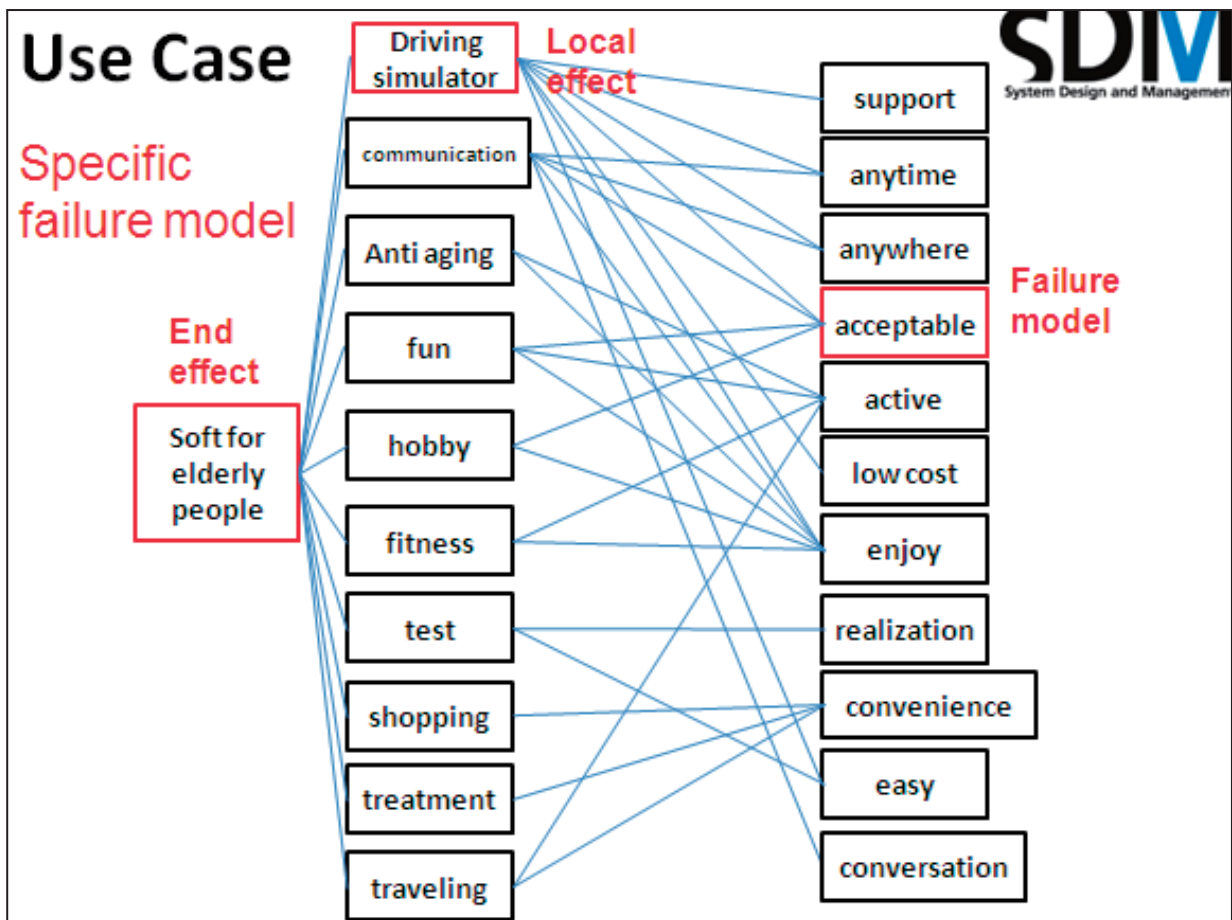 Use Case
Specific
failure model
End
effect
Soft for
elderly
people
Driving
simulator
communication
Anti aging
fun
hobby
fitness
test
shopping
treatment
traveling
Local
effect
support
anytime
anywhere
acceptable
active
low cost
enjoy
realization
convenience
easy
conversation
Failure
model
SDM
System Design and Management